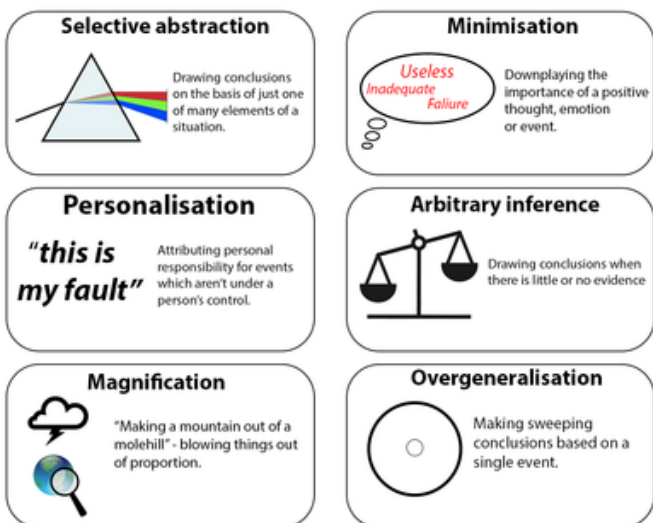 Selective abstraction
Drawing conclusions
on the basis of just one
of many elements of a
situation.
Minimisation
Useless
Inadequate
Faliure
Downplaying the
importance of a positive
thought, emotion
or event.
Personalisation
"this is
my fault"
Attributing personal
responsibility for events
which aren't under a
person's control.
Arbitrary inference
Drawing conclusions when
there is little or no evidence
Magnification
"Making a mountain out of a
molehill" - blowing things out
of proportion.
Overgeneralisation
Making sweeping
conclusions based on a
single event.